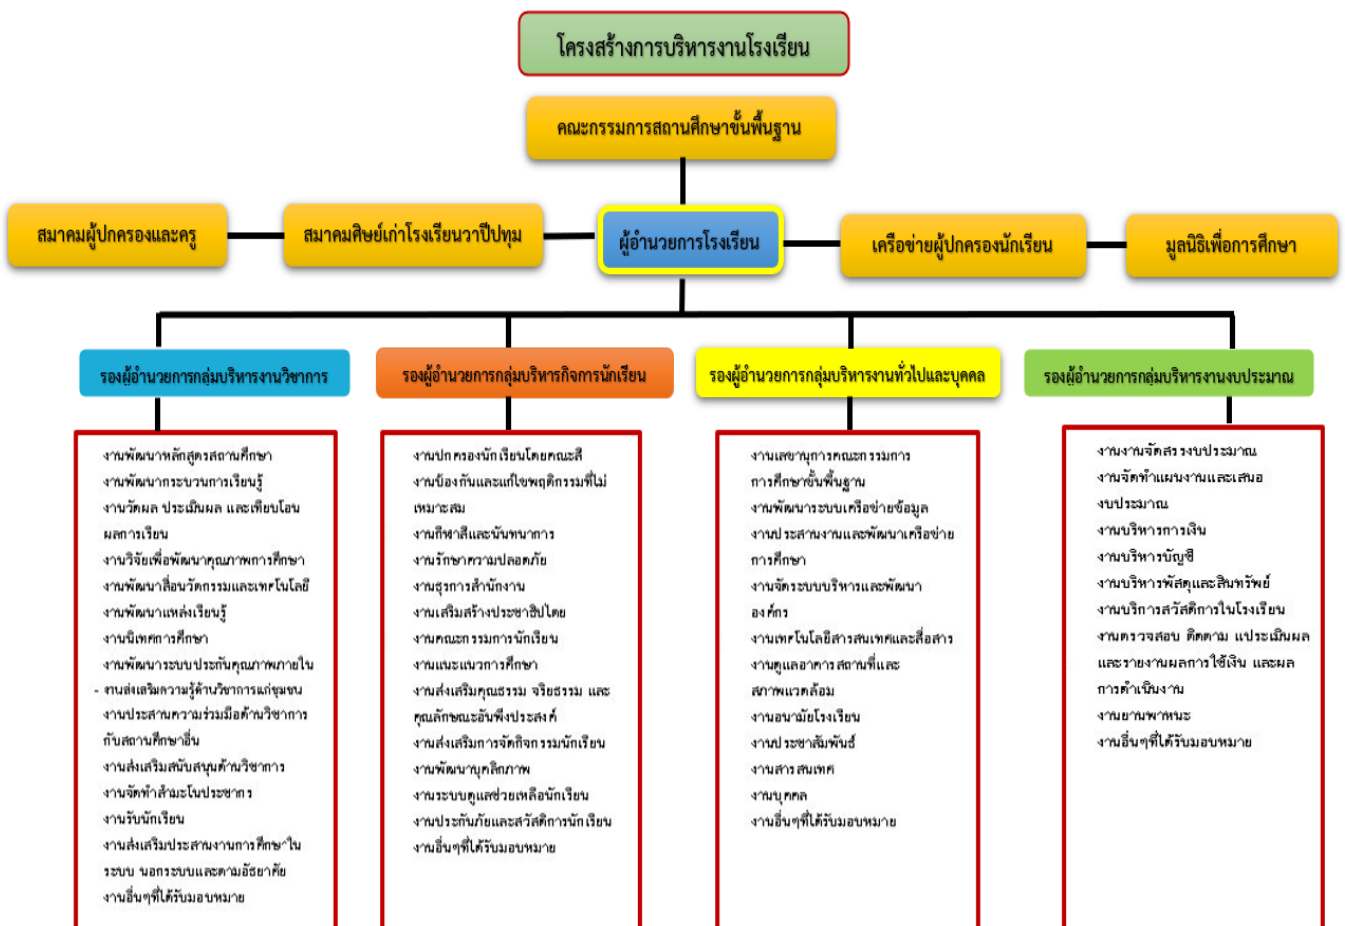 โครงสร้างการบริหารงานโรงเรียน
คณะกรรมการสถานศึกษาขั้นพื้นฐาน
สมาคมผู้ปกครองและครู
สมาคมศิษย์เก่าโรงเรียนวาปีปทุม
ผู้อำนวยการโรงเรียน
เครือข่ายผู้ปกครองนักเรียน
มูลนิธิเพื่อการศึกษา
รองผู้อำนวยการกลุ่มบริหารงานวิชาการ
งานพัฒนาหลักสูตรสถานศึกษา
งานพัฒนากระบวนการเรียนรู้
งานวัดผล ประเมินผล และเทียบโอน
ผลการเรียน
งานวิจัยเพื่อพัฒนาคุณภาพการศึกษา
งานพัฒนาสื่อนวัตกรรมและเทคโนโลยี
งานพัฒนาแหล่งเรียนรู้
งานนิเทศการศึกษา
งานพัฒนาระบบประกันคุณภาพภายใน
- งานส่งเสริมความรู้ด้านวิชาการแก่ชุมชน
งานประสานความร่วมมือด้านวิชาการ
กับสถานศึกษาอื่น
งานส่งเสริมสนับสนุนด้านวิชาการ
งานจัดทำสำมะโนประชากร
งานรับนักเรียน
งานส่งเสริมประสานงานการศึกษาใน
ระบบ นอกระบบและตามอัธยาศัย
งานอื่นๆที่ได้รับมอบหมาย
รองผู้อำนวยการกลุ่มบริหารกิจการนักเรียน
งานปกครองนักเรียนโดยคณะสี
งานป้องกันและแก้ไขพฤติกรรมที่ไม่
เหมาะสม
งานกีฬาสีและนันทนาการ
งานรักษาความปลอดภัย
งานธุรการสำนักงาน
งานเสริมสร้างประชาธิปไตย
งานคณะกรรมการนักเรียน
งานแนะแนวการศึกษา
งานส่งเสริมคุณธรรม จริยธรรม และ
คุณลักษณะอันพึงประสงค์
งานส่งเสริมการจัดกิจกรรมนักเรียน
งานพัฒนาบุคลิกภาพ
งานระบบดูแลช่วยเหลือนักเรียน
งานประกันภัยและสวัสดิการนักเรียน
งานอื่นๆที่ได้รับมอบหมาย
รองผู้อำนวยการกลุ่มบริหารงานทั่วไปและบุคคล
งานเลขานุการคณะกรรมการ
การศึกษาขั้นพื้นฐาน
งานพัฒนาระบบเครือข่ายข้อมูล
งานประสานงานและพัฒนาเครือข่าย
การศึกษา
งานจัดระบบบริหารและพัฒนา
องค์กร
งานเทคโนโลยีสารสนเทศและสื่อสาร
งานดูแลอาคารสถานที่และ
สภาพแวดล้อม
งานอนามัยโรงเรียน
งานประชาสัมพันธ์
งานสารสนเทศ
งานบุคคล
งานอื่นๆที่ได้รับมอบหมาย
รองผู้อำนวยการกลุ่มบริหารงานงบประมาณ
งานงานจัดสรรงบประมาณ
งานจัดทำแผนงานและเสนอ
งบประมาณ
งานบริหารการเงิน
งานบริหารบัญชี
งานบริหารพัสดุและสินทรัพย์
งานบริการสวัสดิการในโรงเรียน
งานตรวจสอบ ติดตาม แประเมินผล
และรายงานผลการใช้เงิน และผล
การดำเนินงาน
งานยานพาหนะ
งานอื่นๆที่ได้รับมอบหมาย